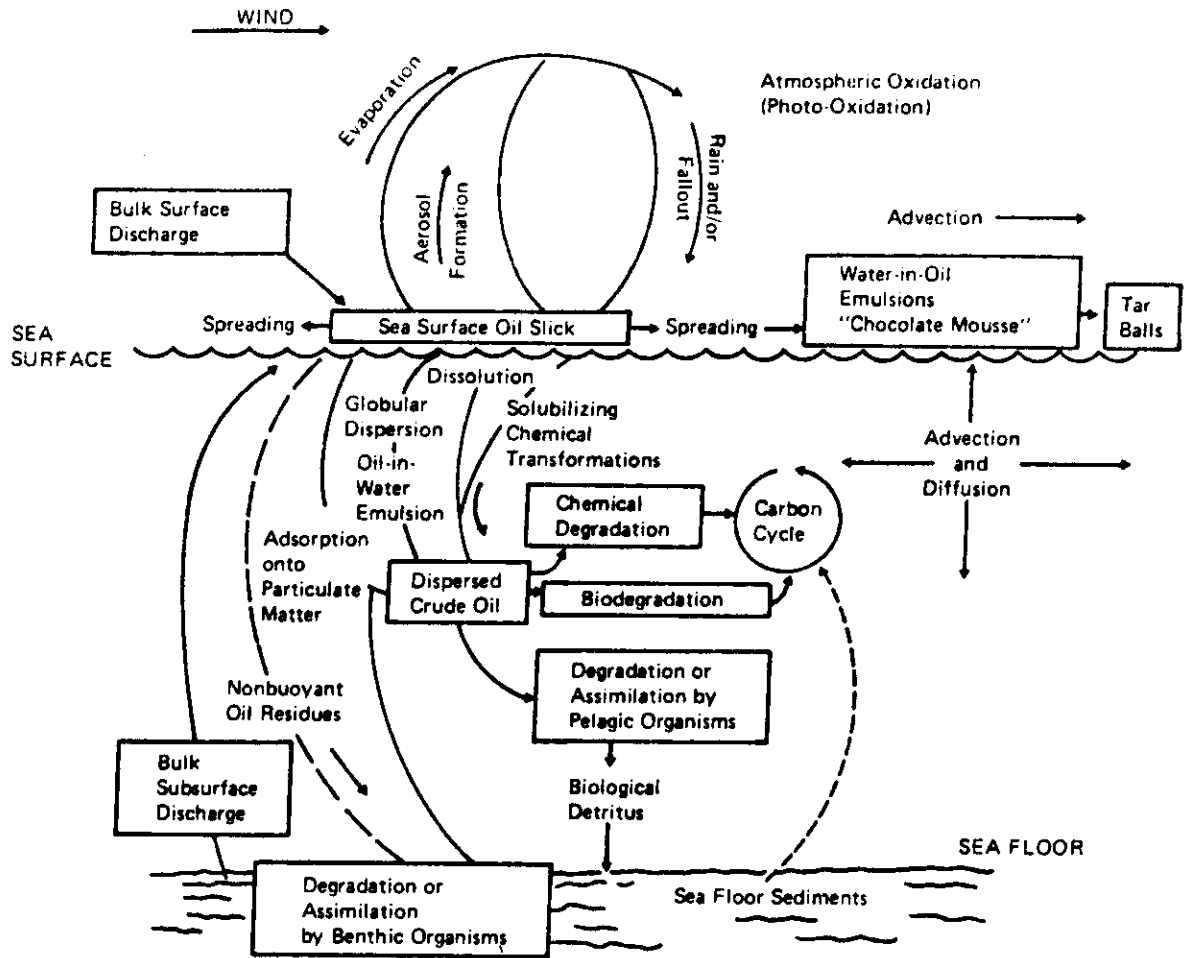 WIND
Atmospheric Oxidation
(Photo-Oxidation)
Evaporation
Aerosol
Formation
Rain and/or
Fallout
Bulk Surface
Discharge
Advection
Water-in-Oil
Emulsions
"Chocolate Mousse"
Tar
Balls
SEA
SURFACE
Spreading
Sea Surface Oil Slick
Spreading
Dissolution
Globular
Dispersion
Oil-in-
Water
Emulsion
Solubilizing
Chemical
Transformations
Advection
and
Diffusion
Adsorption
onto
Particulate
Matter
Dispersed
Crude Oil
Chemical
Degradation
Carbon
Cycle
Biodegradation
Degradation or
Assimilation by
Pelagic Organisms
Nonbuoyant
Oil Residues
Bulk
Subsurface
Discharge
Biological
Detritus
SEA FLOOR
Degradation or
Assimilation
by Benthic Organisms
Sea Floor Sediments